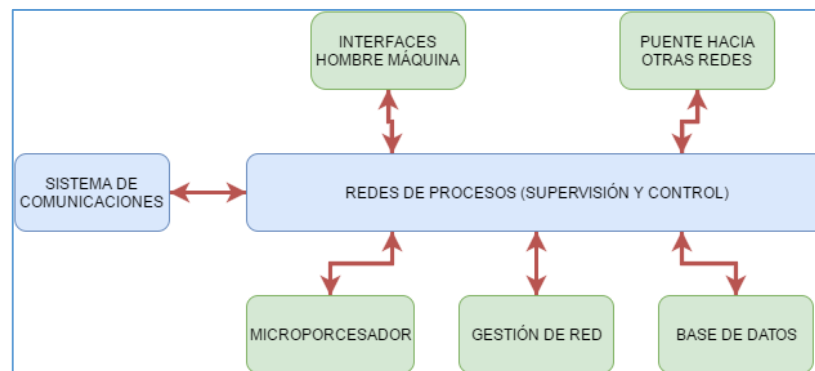 INTERFACES
HOMBRE MÁQUINA
PUENTE HACIA
OTRAS REDES
SISTEMA DE
COMUNICACIONES
REDES DE PROCESOS (SUPERVISIÓN Y CONTROL)
MICROPORCESADOR
GESTIÓN DE RED
BASE DE DATOS